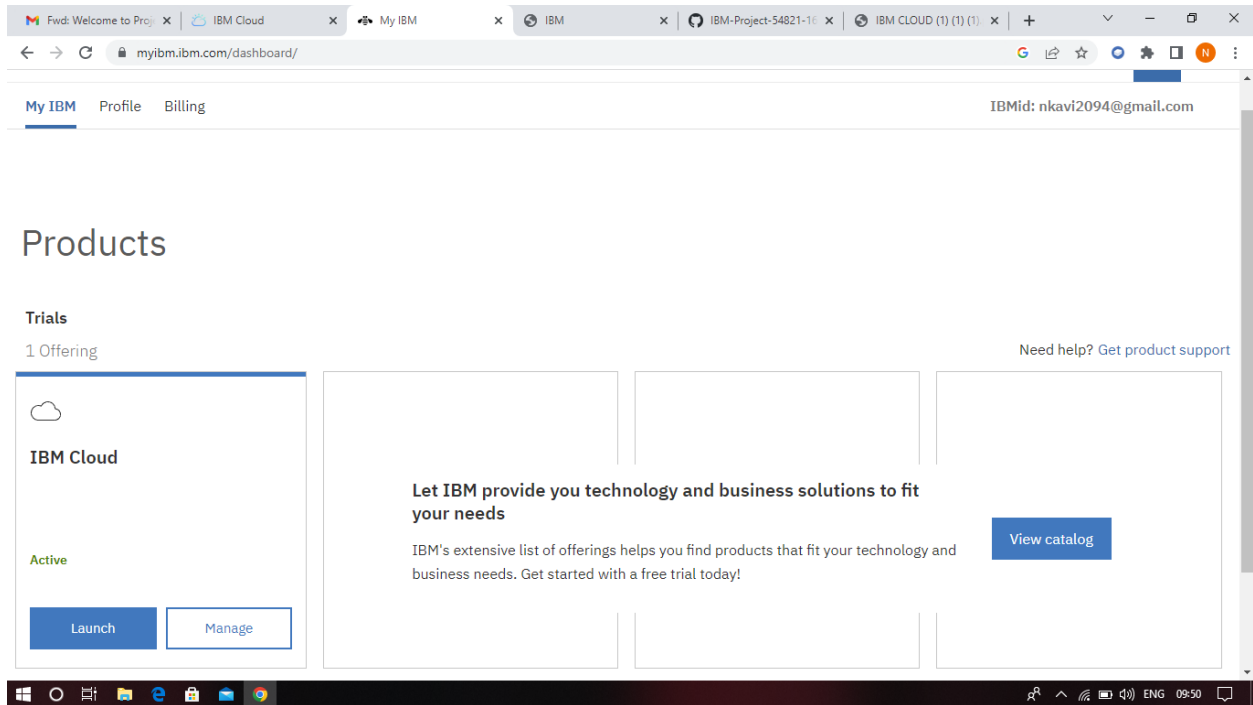 Fwd: Welcome to Proj
IBM Cloud
My IBM
IBM
IBM-Project-54821-16
IBM CLOUD (1) (1) (1).
myibm.ibm.com/dashboard/
N
My IBM Profile Billing
IBMid: nkavi2094@gmail.com
Products
Trials
1 Offering
Need help? Get product support
IBM Cloud
Active
Launch
Manage
Let IBM provide you technology and business solutions to fit
your needs
IBM's extensive list of offerings helps you find products that fit your technology and
business needs. Get started with a free trial today!
View catalog
ENG 09:50